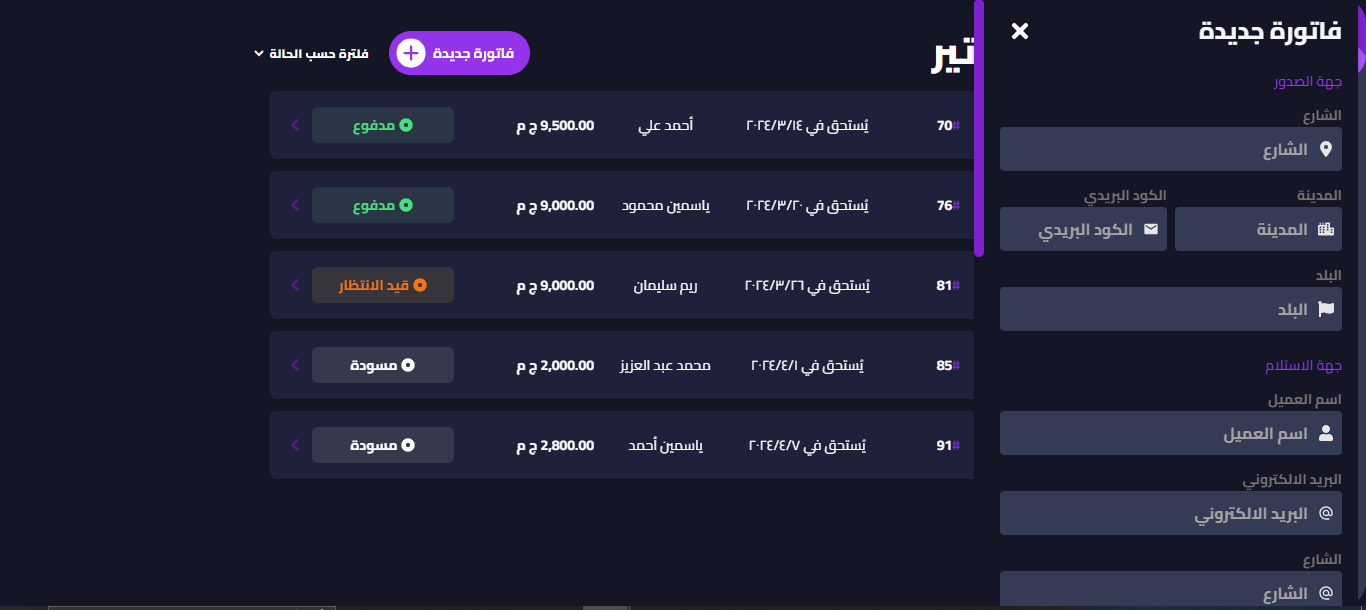 فاتورة جديدة
جهة الصدور
الشارع
الشارع
المدينة
المدينة
الكود البريدي
الكود البريدي
البلد
البلد
جهة الاستلام
اسم العميل
اسم العميل
البريد الالكتروني
البريد الالكتروني
الشارع
الشارع
تير
فاتورة جديدة
فلترة حسب الحالة
#70 يُستحق في ٢٠٢٤/٣/١٤ أحمد علي 9,500.00 ج م مدفوع
#76 يُستحق في ٢٠٢٤/٣/٢٠ ياسمين محمود 9,000.00 ج م مدفوع
#81 يُستحق في ٢٠٢٤/٣/٢٦ ريم سليمان 9,000.00 ج م قيد الانتظار
#85 يُستحق في ٢٠٢٤/٤/١ محمد عبد العزيز 2,000.00 ج م مسودة
#91 يُستحق في ٢٠٢٤/٤/٧ ياسمين أحمد 2,800.00 ج م مسودة